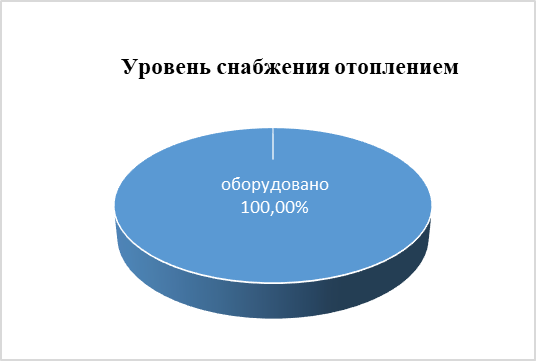 Уровень снабжения отоплением
оборудовано
100,00%